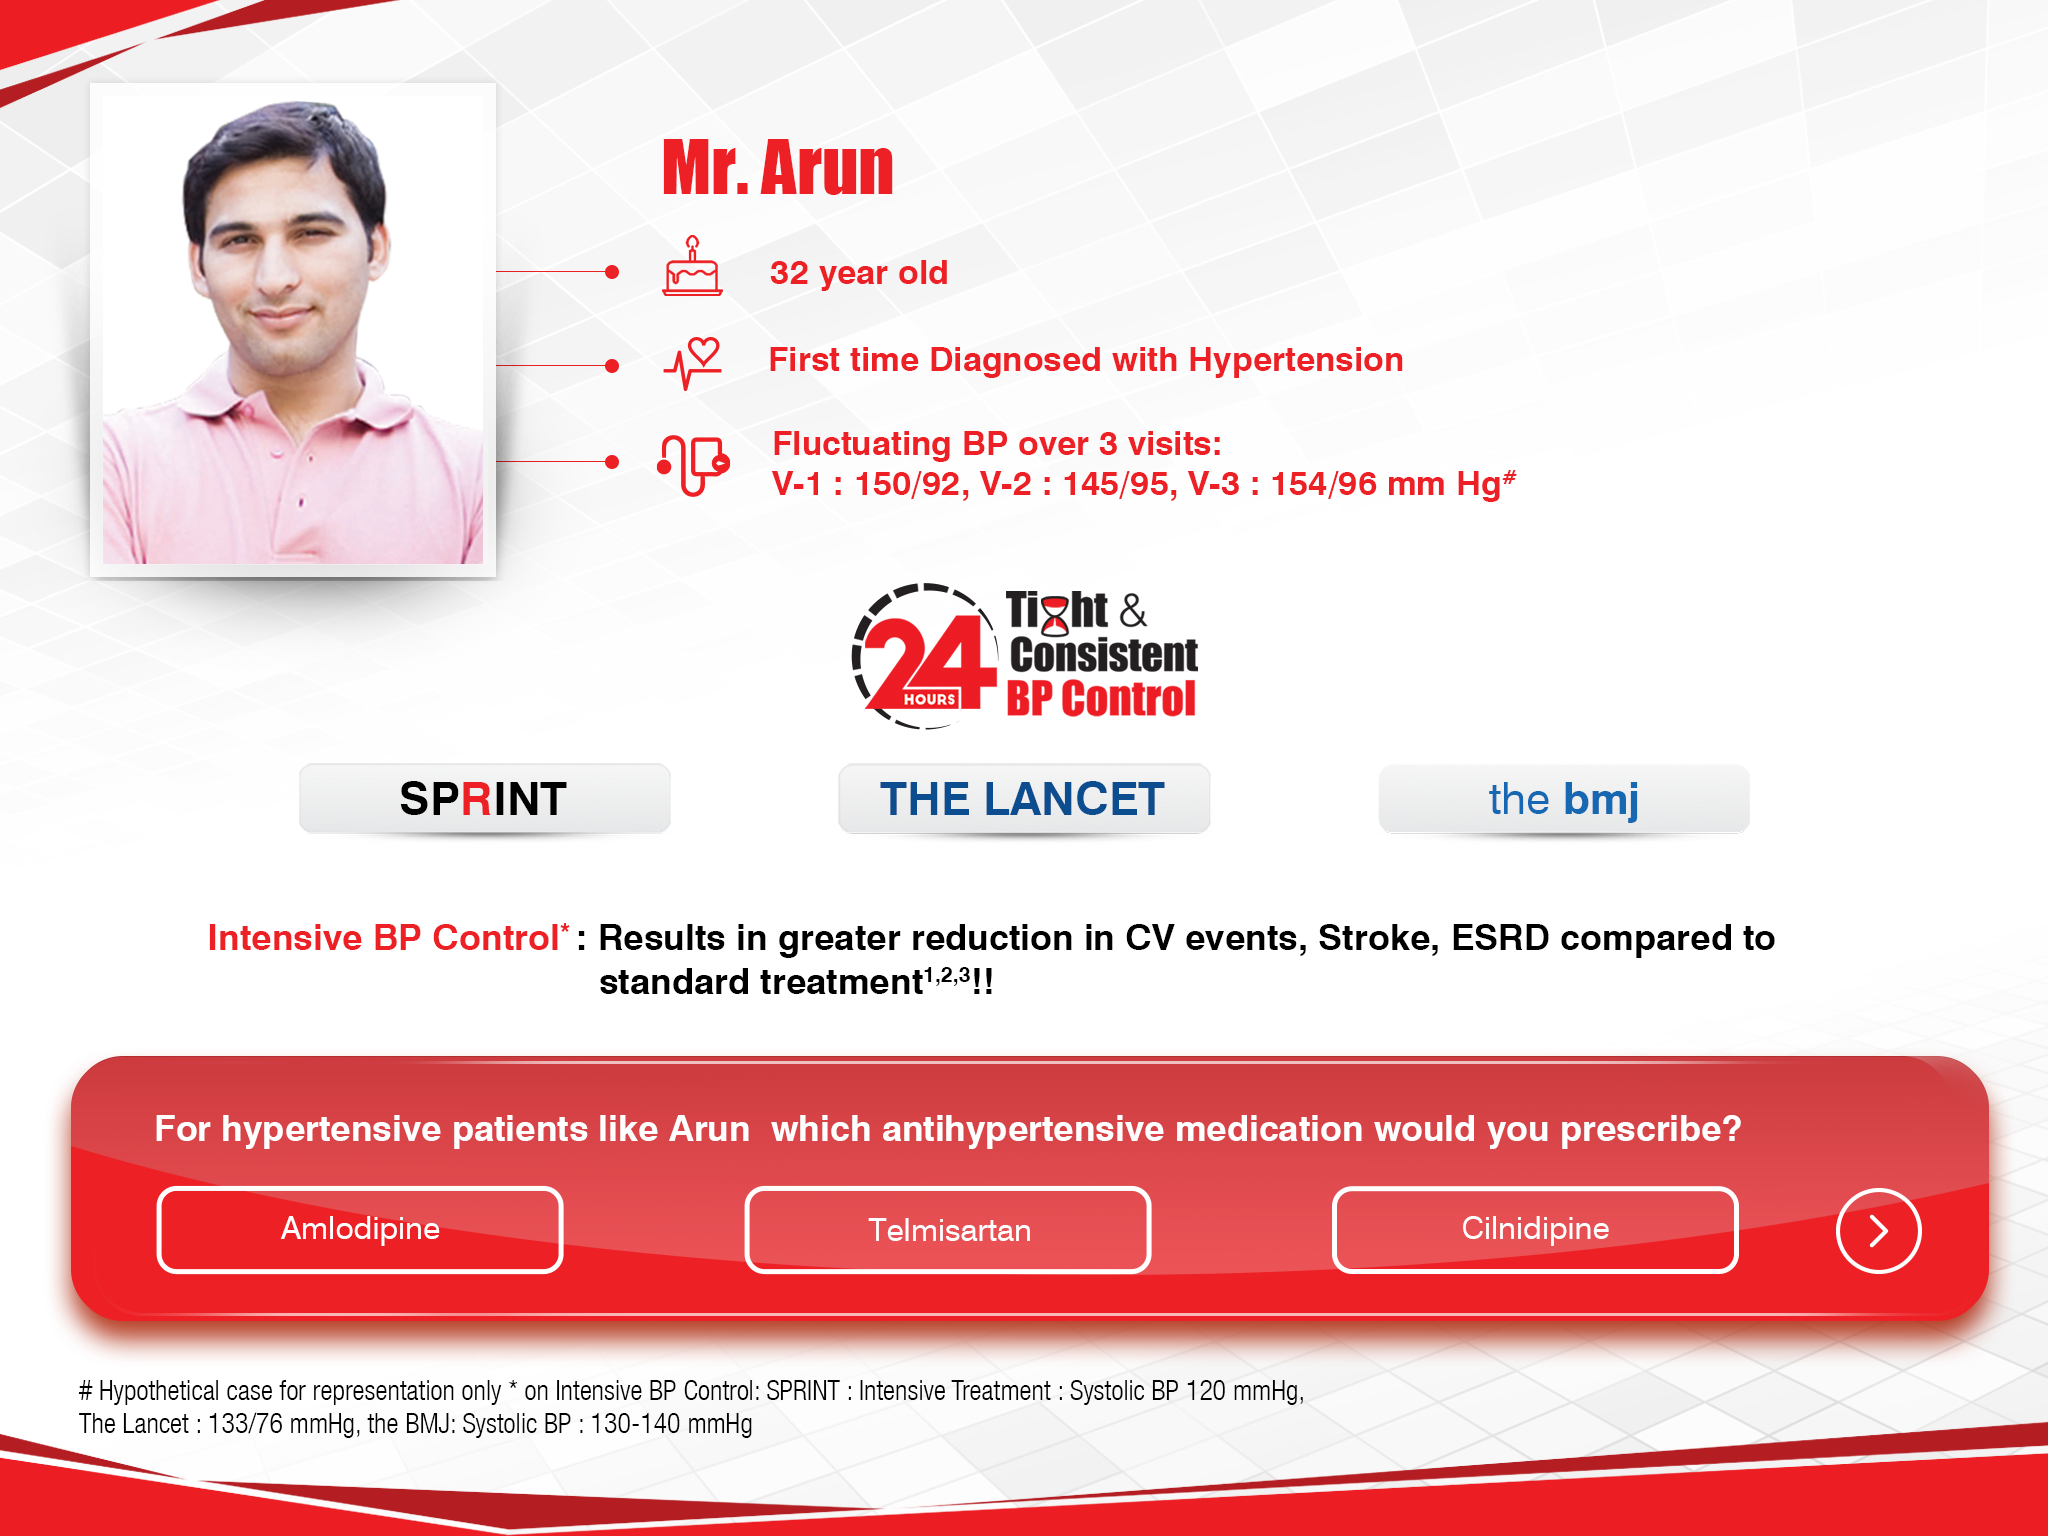 Mr. Arun
32 year old
First time Diagnosed with Hypertension
Fluctuating BP over 3 visits:
V-1 : 150/92, V-2 : 145/95, V-3 : 154/96 mm Hg#
24
HOURS
Tight &
Consistent
BP Control
SPRINT
THE LANCET
the bmj
Intensive BP Control* : Results in greater reduction in CV events, Stroke, ESRD compared to
standard treatment1,2,3!!
For hypertensive patients like Arun which antihypertensive medication would you prescribe?
Amlodipine
Telmisartan
Cilnidipine
# Hypothetical case for representation only * on Intensive BP Control: SPRINT : Intensive Treatment : Systolic BP 120 mmHg,
The Lancet : 133/76 mmHg, the BMJ: Systolic BP : 130-140 mmHg